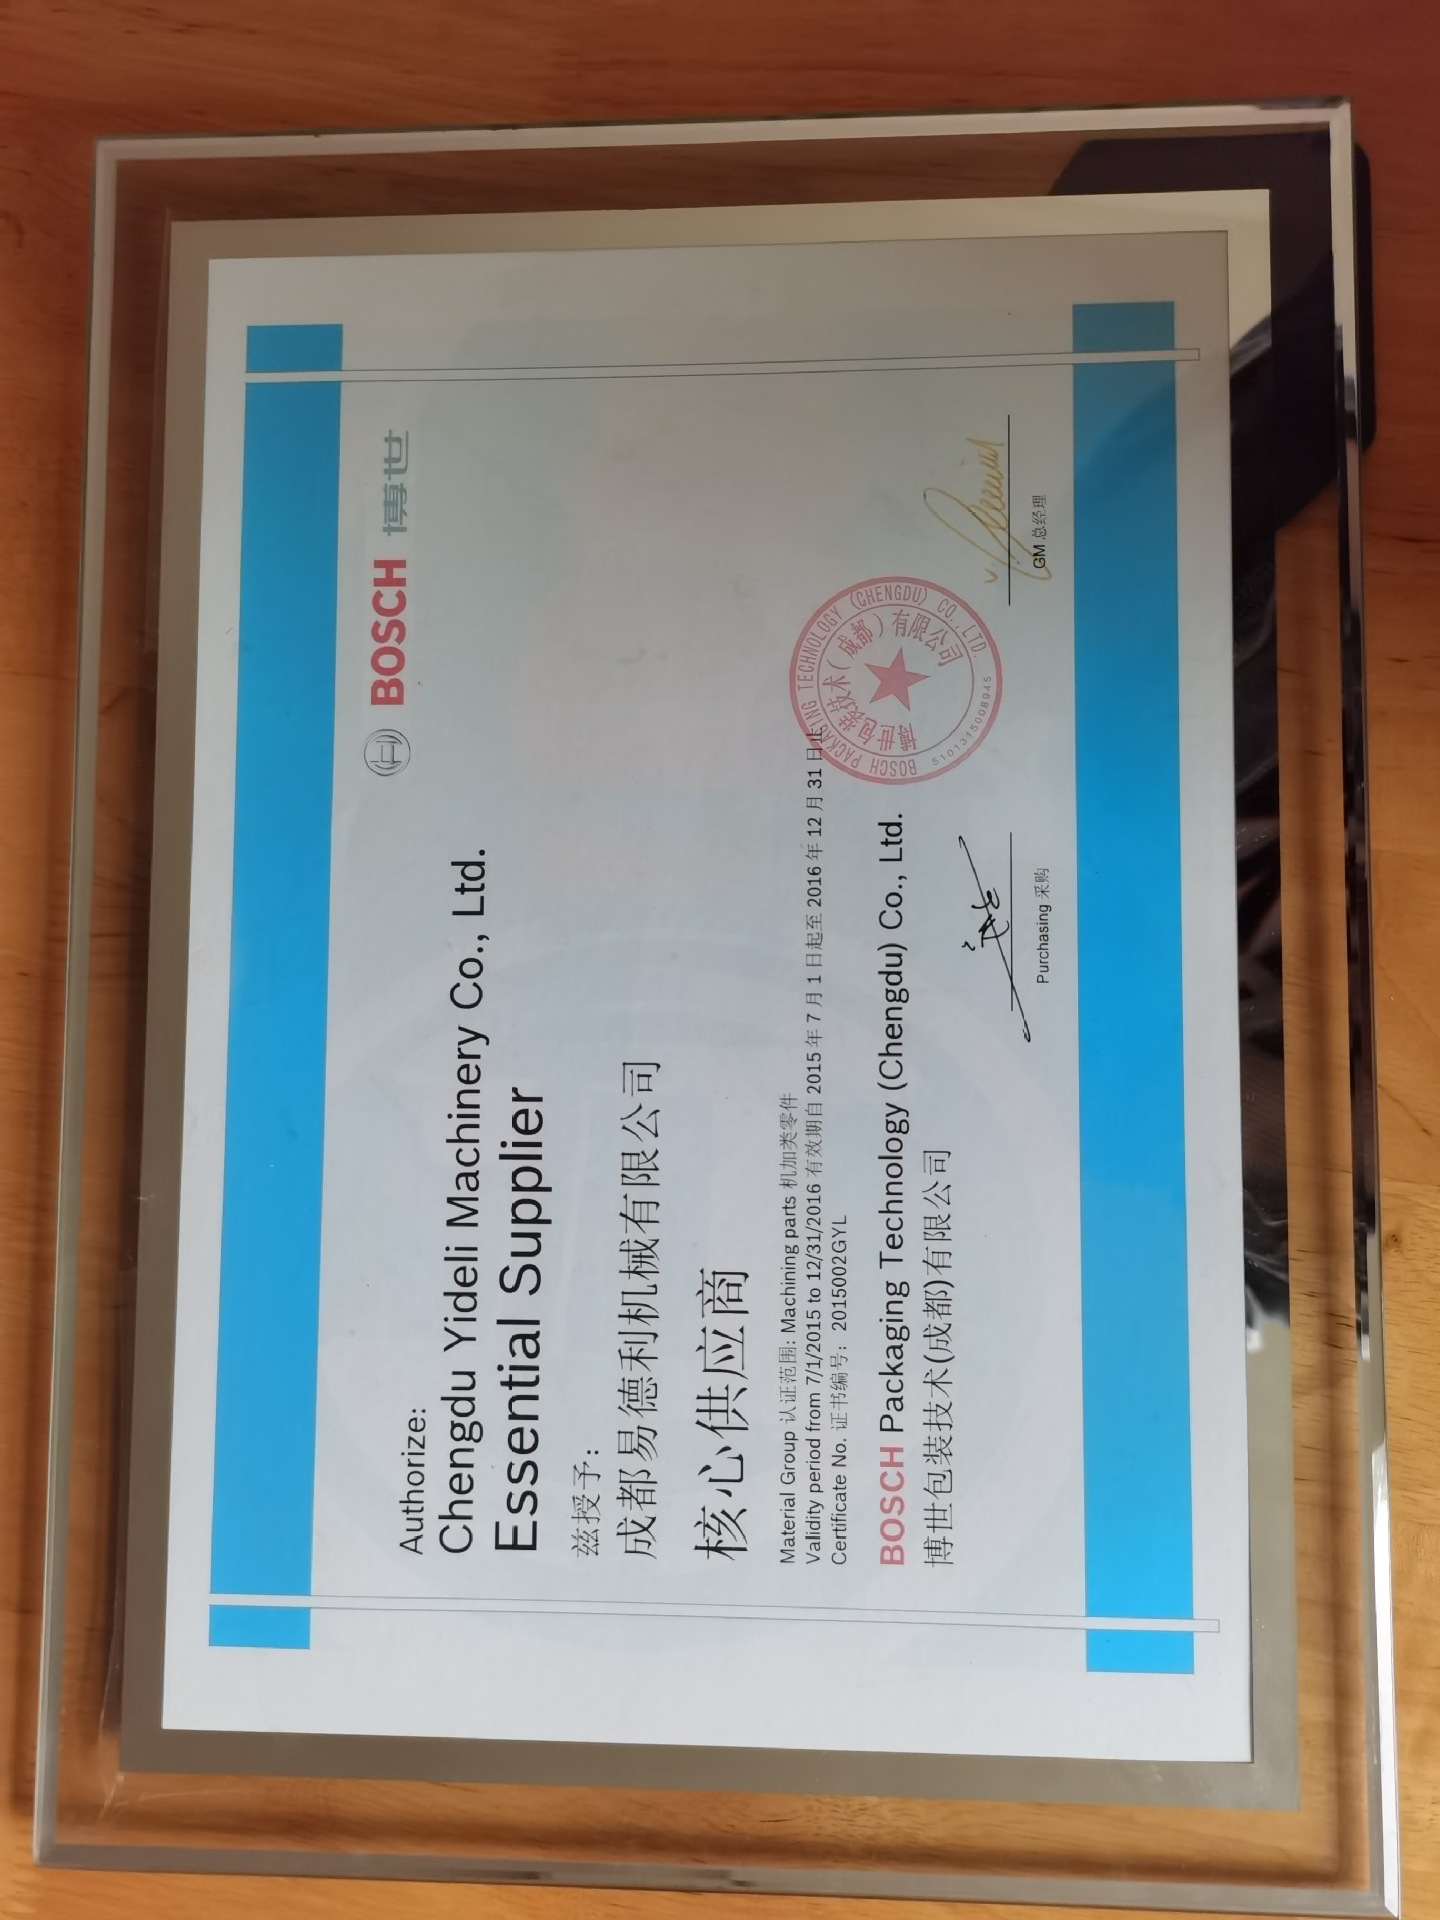 BOSCH 博世
Authorize:
Chengdu Yideli Machinery Co., Ltd.
Essential Supplier
兹授予:
成都易德利机械有限公司
核心供应商
Material Group 认证范围: Machining parts 机加类零件
Validity period from 7/1/2015 to 12/31/2016 有效期自 2015 年 7 月 1 日起至 2016 年 12 月 31 日止
Certificate No. 证书编号: 2015002GYL
BOSCH Packaging Technology (Chengdu) Co., Ltd.
博世包装技术(成都)有限公司
BOSCH PACKAGING TECHNOLOGY (CHENGDU) CO.,LTD.
博世包装技术(成都)有限公司
5101315008945
Purchasing 采购
GM 总经理